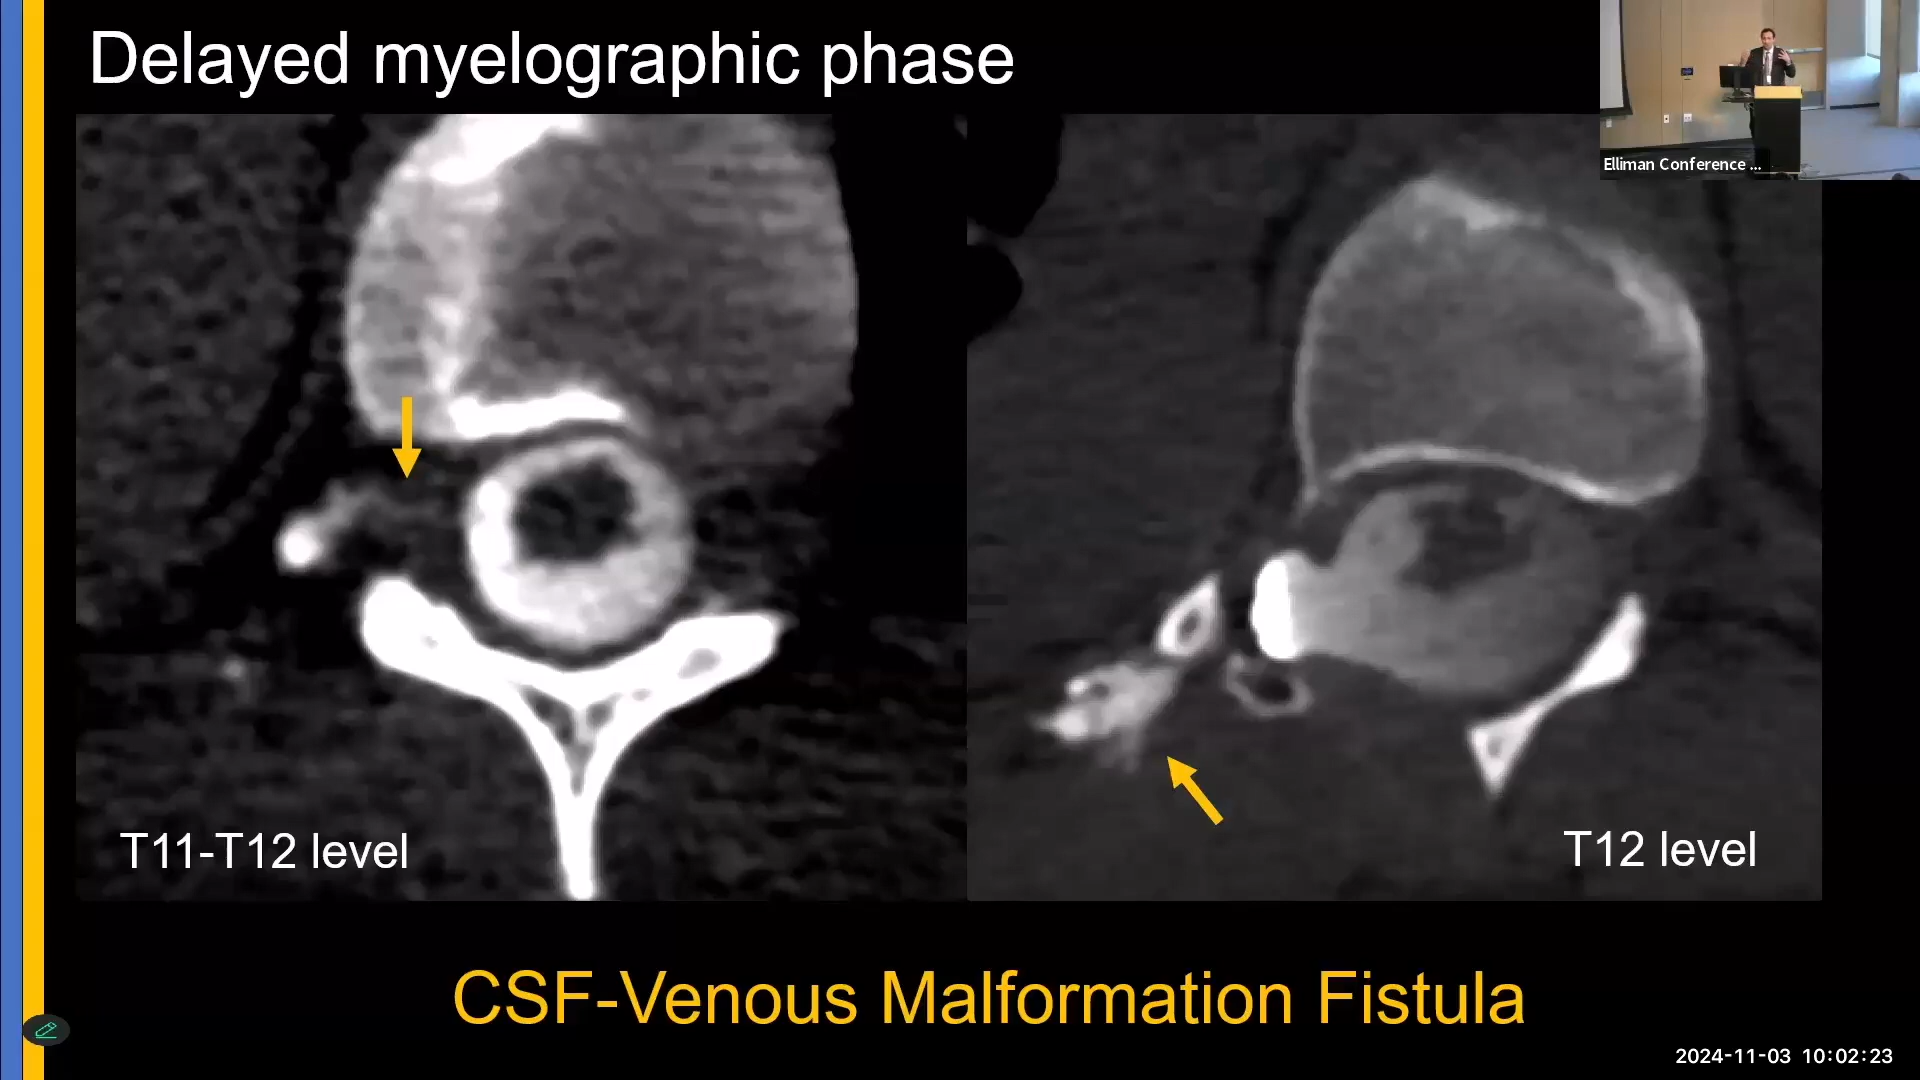 Delayed myelographic phase
Elliman Conference ...
T11-T12 level
T12 level
CSF-Venous Malformation Fistula
2024-11-03 10:02:23